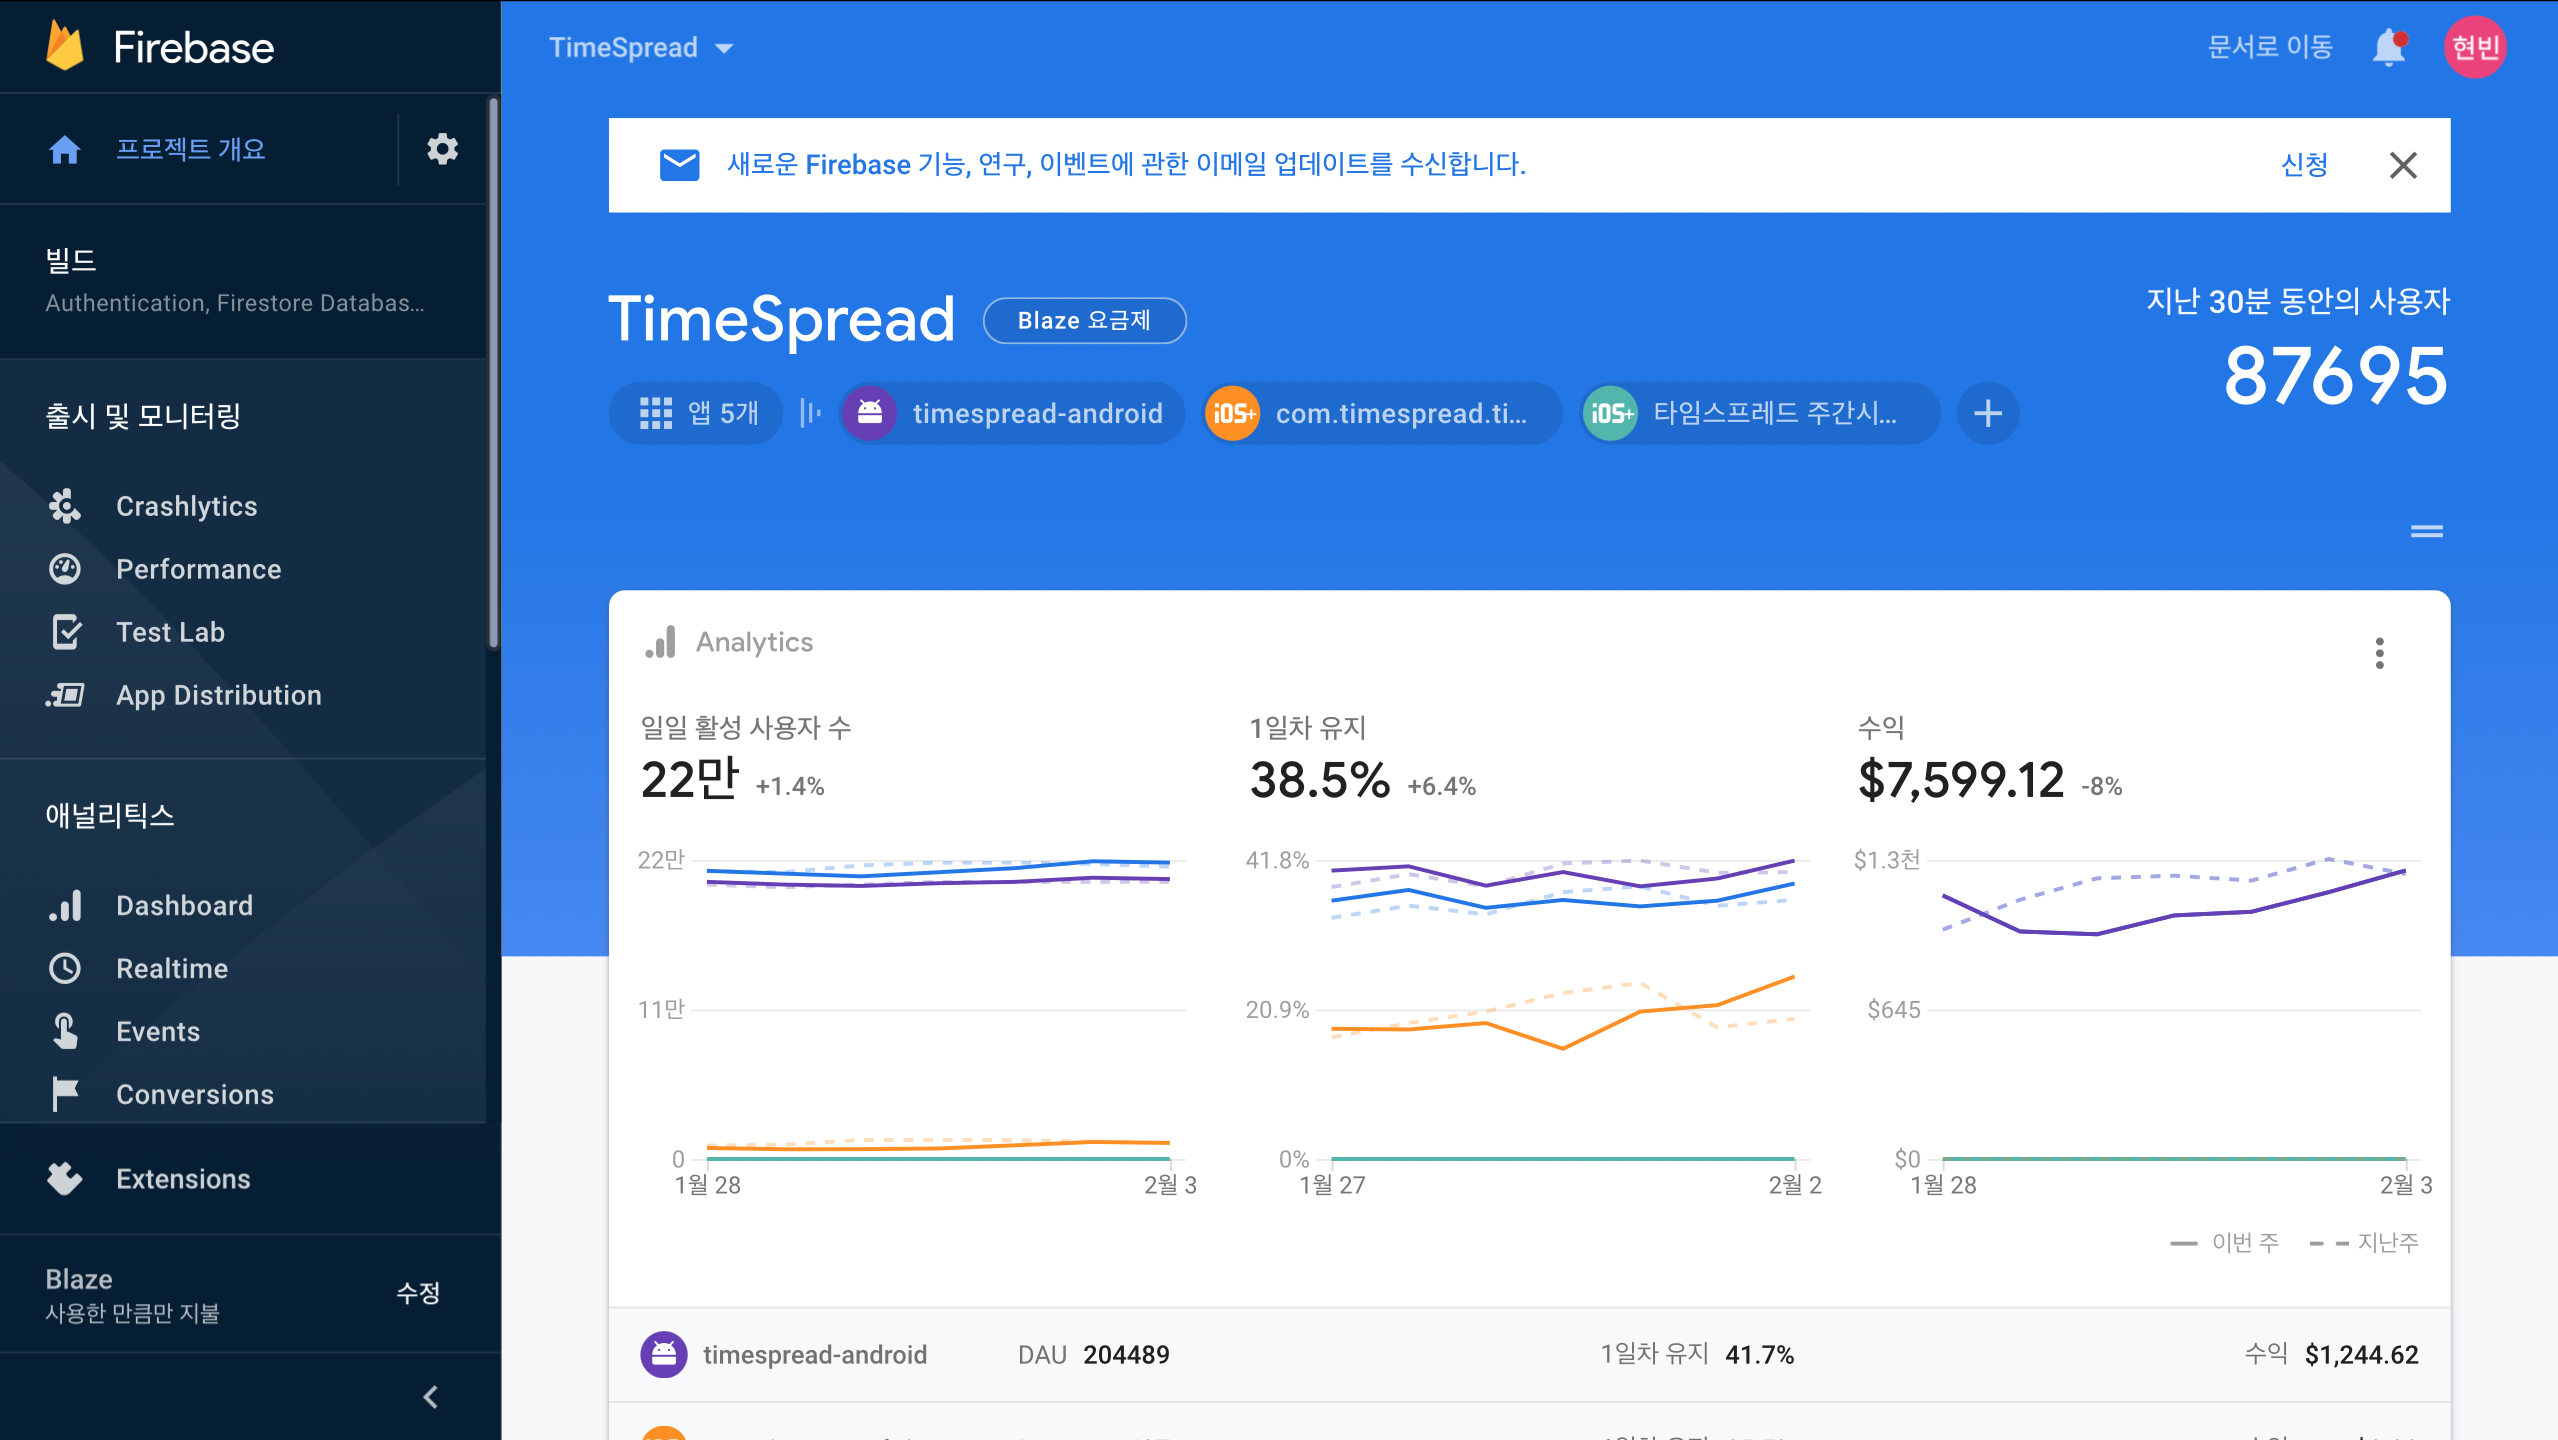 Firebase
프로젝트 개요
빌드
Authentication, Firestore Databas...
출시 및 모니터링
Crashlytics
Performance
Test Lab
App Distribution
애널리틱스
Dashboard
Realtime
Events
Conversions
Extensions
Blaze
사용한 만큼만 지불
수정
TimeSpread
문서로 이동
현빈
새로운 Firebase 기능, 연구, 이벤트에 관한 이메일 업데이트를 수신합니다.
신청
TimeSpread
Blaze 요금제
지난 30분 동안의 사용자
87695
앱 5개
timespread-android
iOS+
com.timespread.ti...
iOS+
타임스프레드 주간시...
Analytics
일일 활성 사용자 수
22만 +1.4%
22만
11만
0
1월 28
2월 3
1일차 유지
38.5% +6.4%
41.8%
20.9%
0%
1월 27
2월 2
수익
$7,599.12 -8%
$1.3천
$645
$0
1월 28
2월 3
이번 주
지난주
timespread-android DAU 204489 1일차 유지 41.7% 수익 $1,244.62